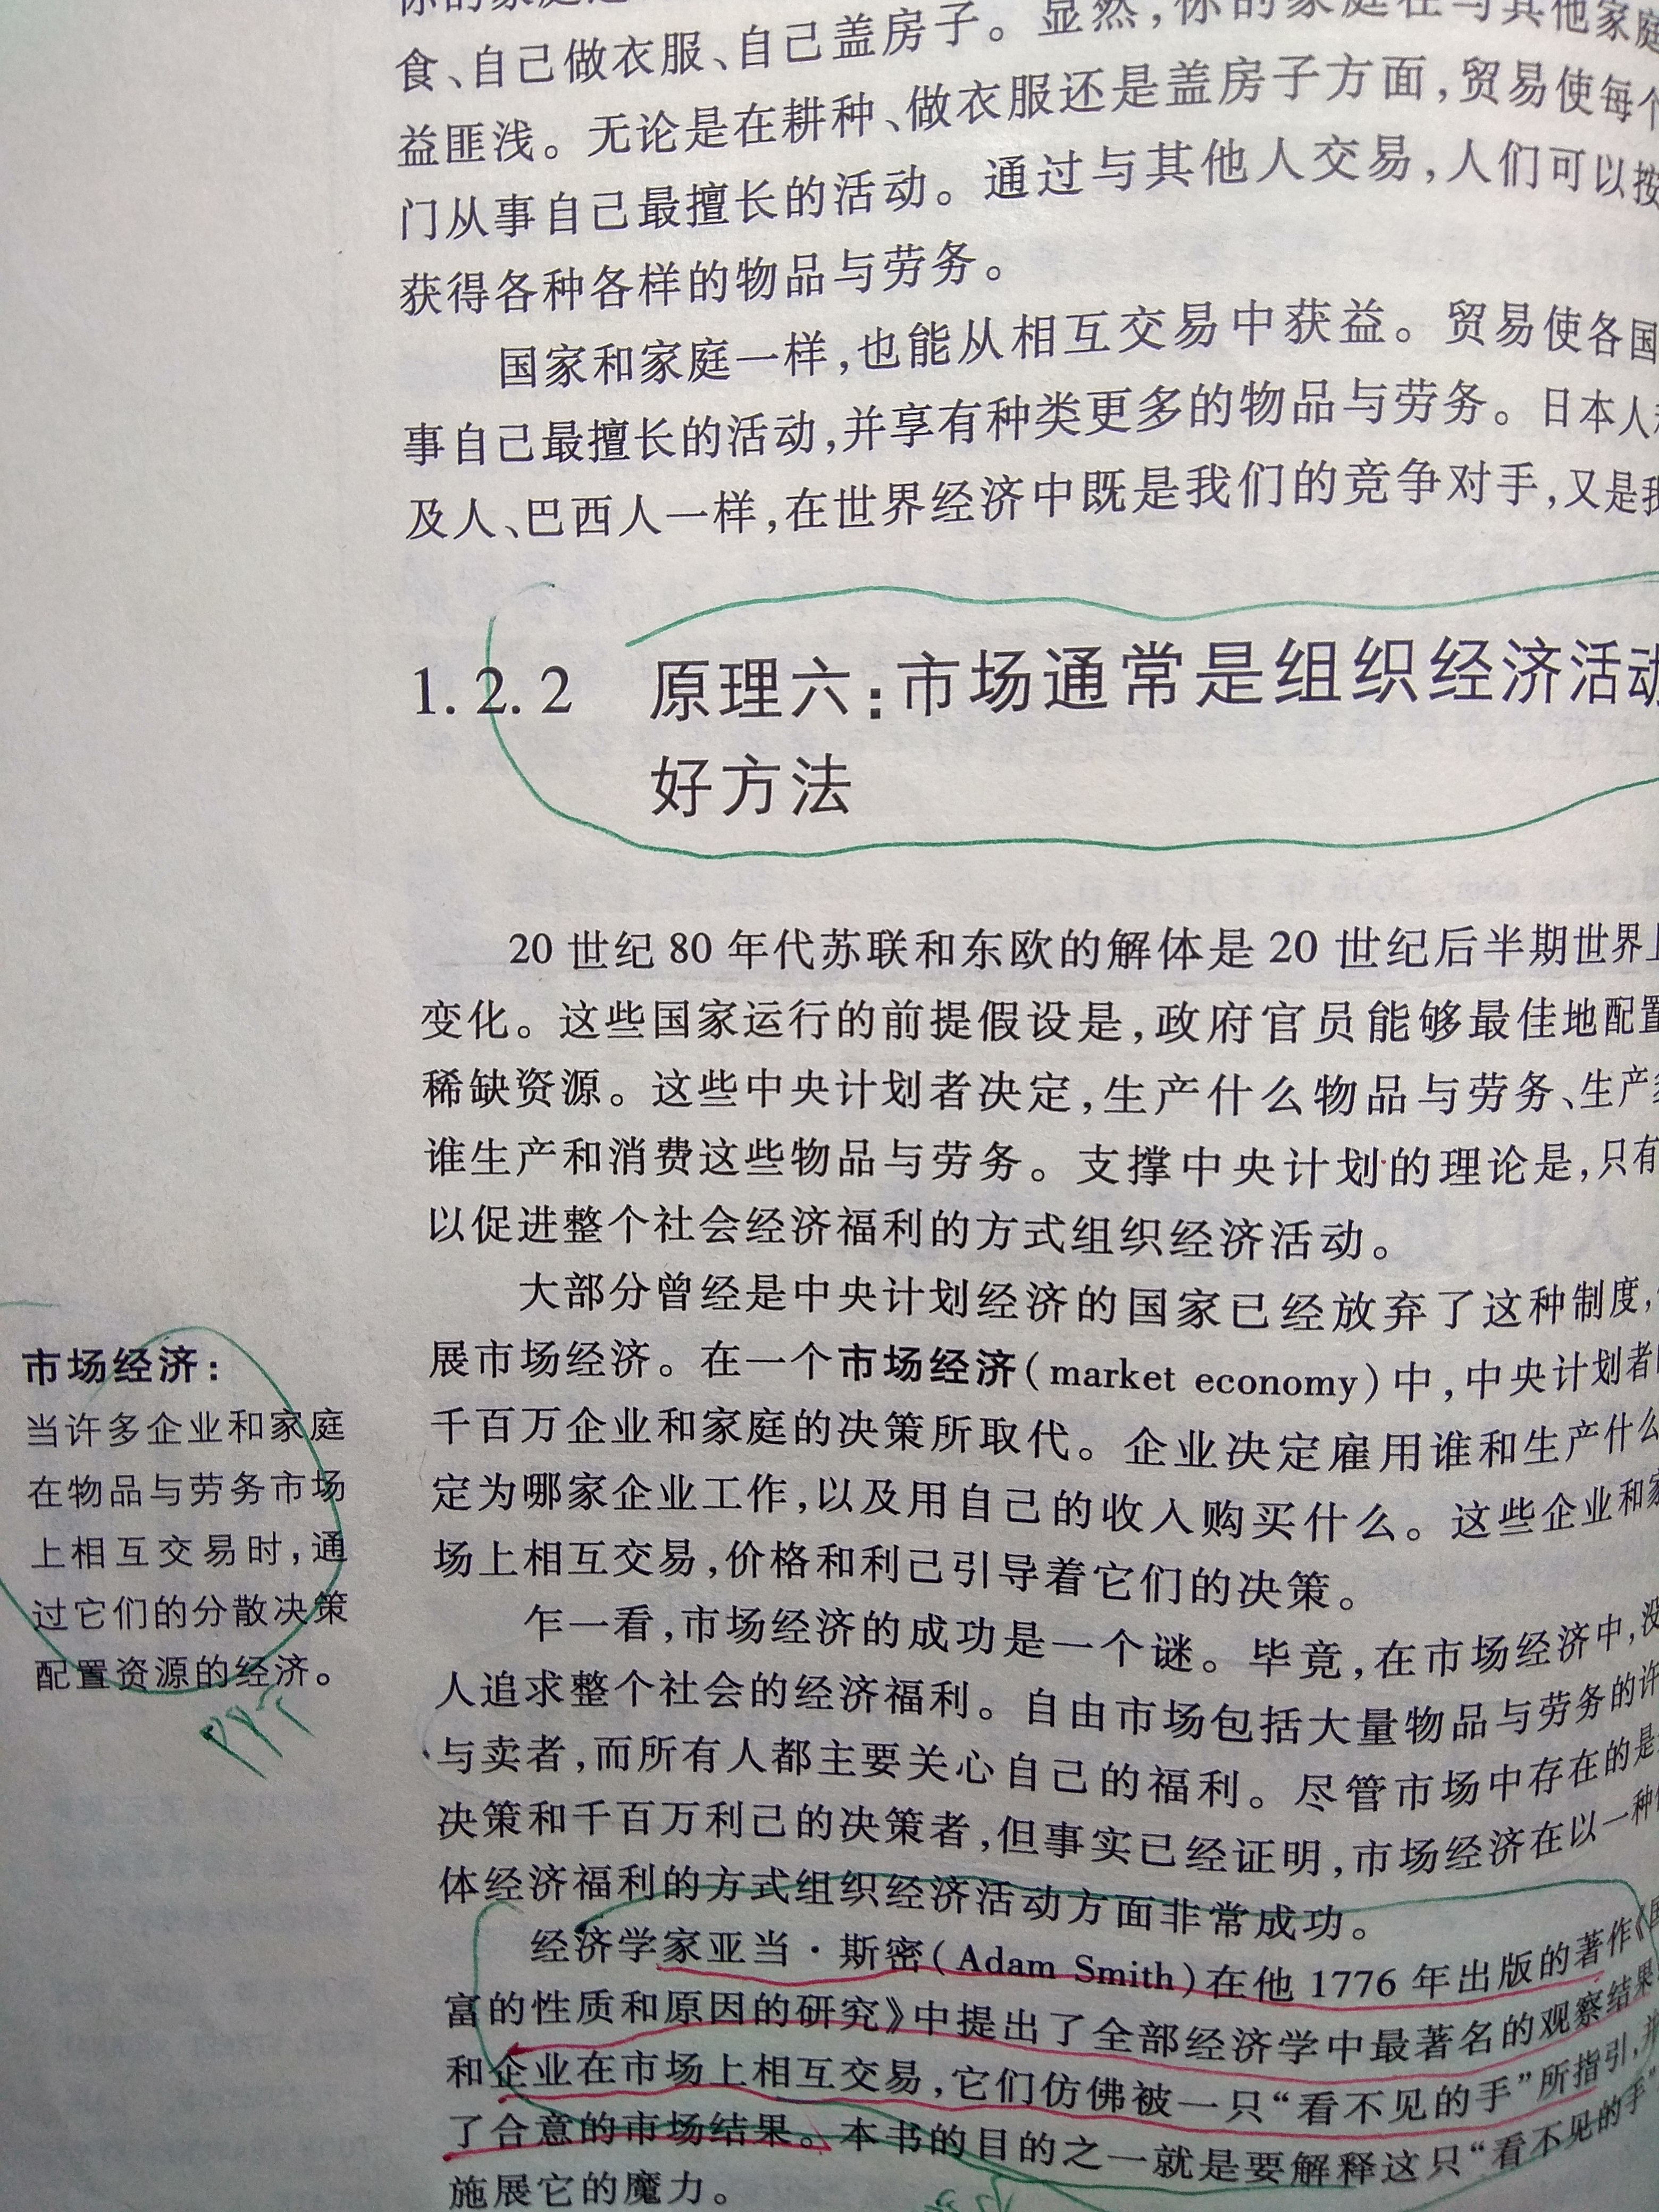 食、自己做衣服、自己盖房子。显然,你的家庭在与其他家庭
益匪浅。无论是在耕种、做衣服还是盖房子方面,贸易使每个
门从事自己最擅长的活动。通过与其他人交易,人们可以按
获得各种各样的物品与劳务。
国家和家庭一样,也能从相互交易中获益。贸易使各国
事自己最擅长的活动,并享有种类更多的物品与劳务。日本人
及人、巴西人一样,在世界经济中既是我们的竞争对手,又是我
1.2.2 原理六:市场通常是组织经济活动
好方法
20世纪80年代苏联和东欧的解体是20世纪后半期世界上
变化。这些国家运行的前提假设是,政府官员能够最佳地配置
稀缺资源。这些中央计划者决定,生产什么物品与劳务、生产
谁生产和消费这些物品与劳务。支撑中央计划的理论是,只有
以促进整个社会经济福利的方式组织经济活动。
大部分曾经是中央计划经济的国家已经放弃了这种制度,
展市场经济。在一个市场经济(market economy)中,中央计划者
千百万企业和家庭的决策所取代。企业决定雇用谁和生产什么
定为哪家企业工作,以及用自己的收入购买什么。这些企业和家
场上相互交易,价格和利己引导着它们的决策。
乍一看,市场经济的成功是一个谜。毕竟,在市场经济中,没
人追求整个社会的经济福利。自由市场包括大量物品与劳务的许
与卖者,而所有人都主要关心自己的福利。尽管市场中存在的是
决策和千百万利己的决策者,但事实已经证明,市场经济在以一种
体经济福利的方式组织经济活动方面非常成功。
经济学家亚当·斯密(Adam Smith)在他1776年出版的著作《国
富的性质和原因的研究》中提出了全部经济学中最著名的观察结果
和企业在市场上相互交易,它们仿佛被一只“看不见的手”所指引,并
了合意的市场结果。本书的目的之一就是要解释这只“看不见的手”
施展它的魔力。
市场经济:
当许多企业和家庭
在物品与劳务市场
上相互交易时,通
过它们的分散决策
配置资源的经济。
PPT